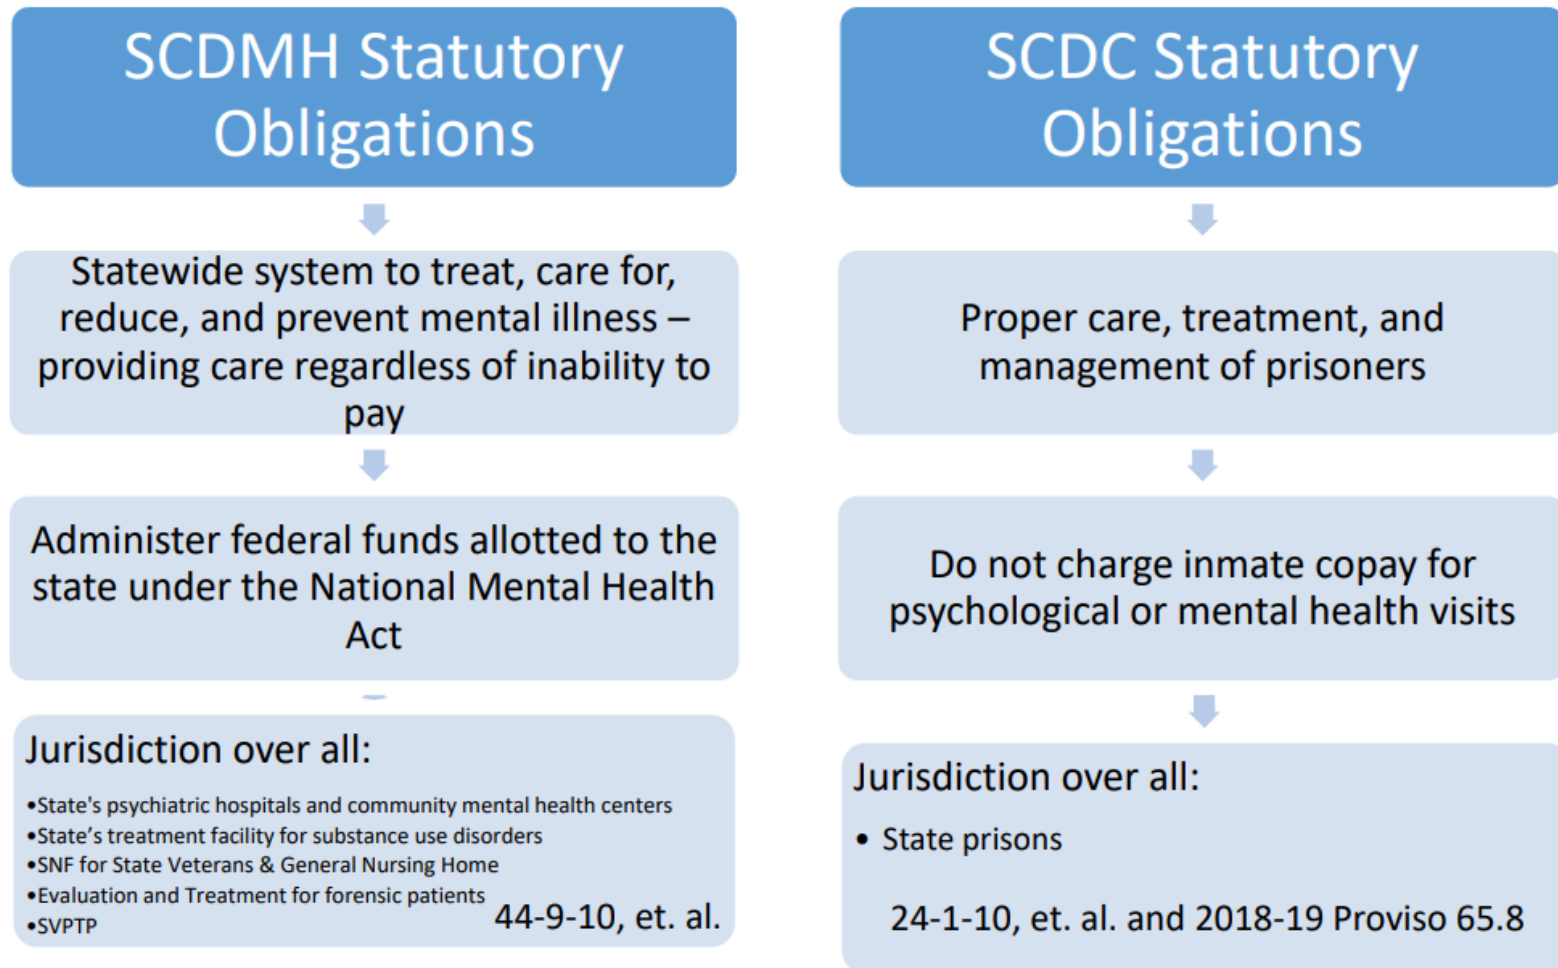 SCDMH Statutory
Obligations
Statewide system to treat, care for,
reduce, and prevent mental illness –
providing care regardless of inability to
pay
Administer federal funds allotted to the
state under the National Mental Health
Act
Jurisdiction over all:
•State's psychiatric hospitals and community mental health centers
•State’s treatment facility for substance use disorders
•SNF for State Veterans & General Nursing Home
•Evaluation and Treatment for forensic patients
•SVPTP
44-9-10, et. al.
SCDC Statutory
Obligations
Proper care, treatment, and
management of prisoners
Do not charge inmate copay for
psychological or mental health visits
Jurisdiction over all:
• State prisons
24-1-10, et. al. and 2018-19 Proviso 65.8